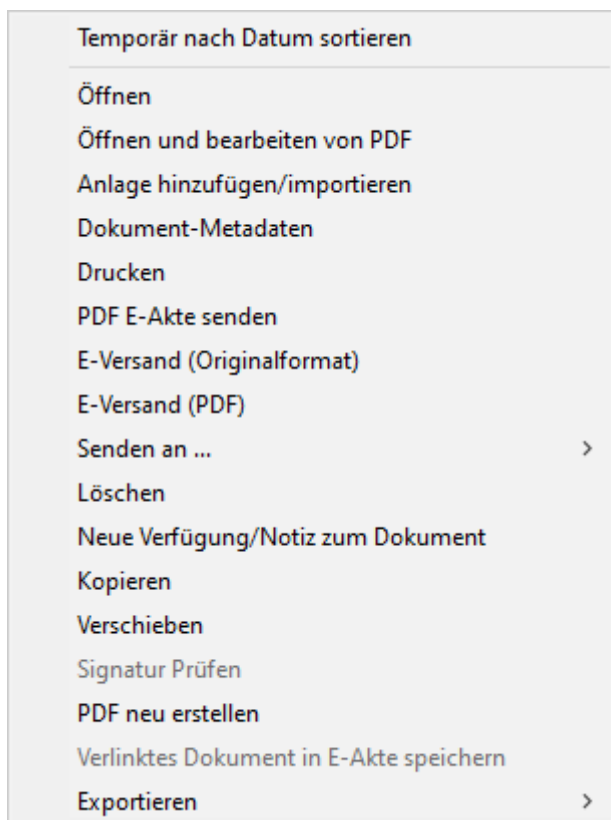 Temporär nach Datum sortieren
Öffnen
Öffnen und bearbeiten von PDF
Anlage hinzufügen/importieren
Dokument-Metadaten
Drucken
PDF E-Akte senden
E-Versand (Originalformat)
E-Versand (PDF)
Senden an ...
Löschen
Neue Verfügung/Notiz zum Dokument
Kopieren
Verschieben
Signatur Prüfen
PDF neu erstellen
Verlinktes Dokument in E-Akte speichern
Exportieren